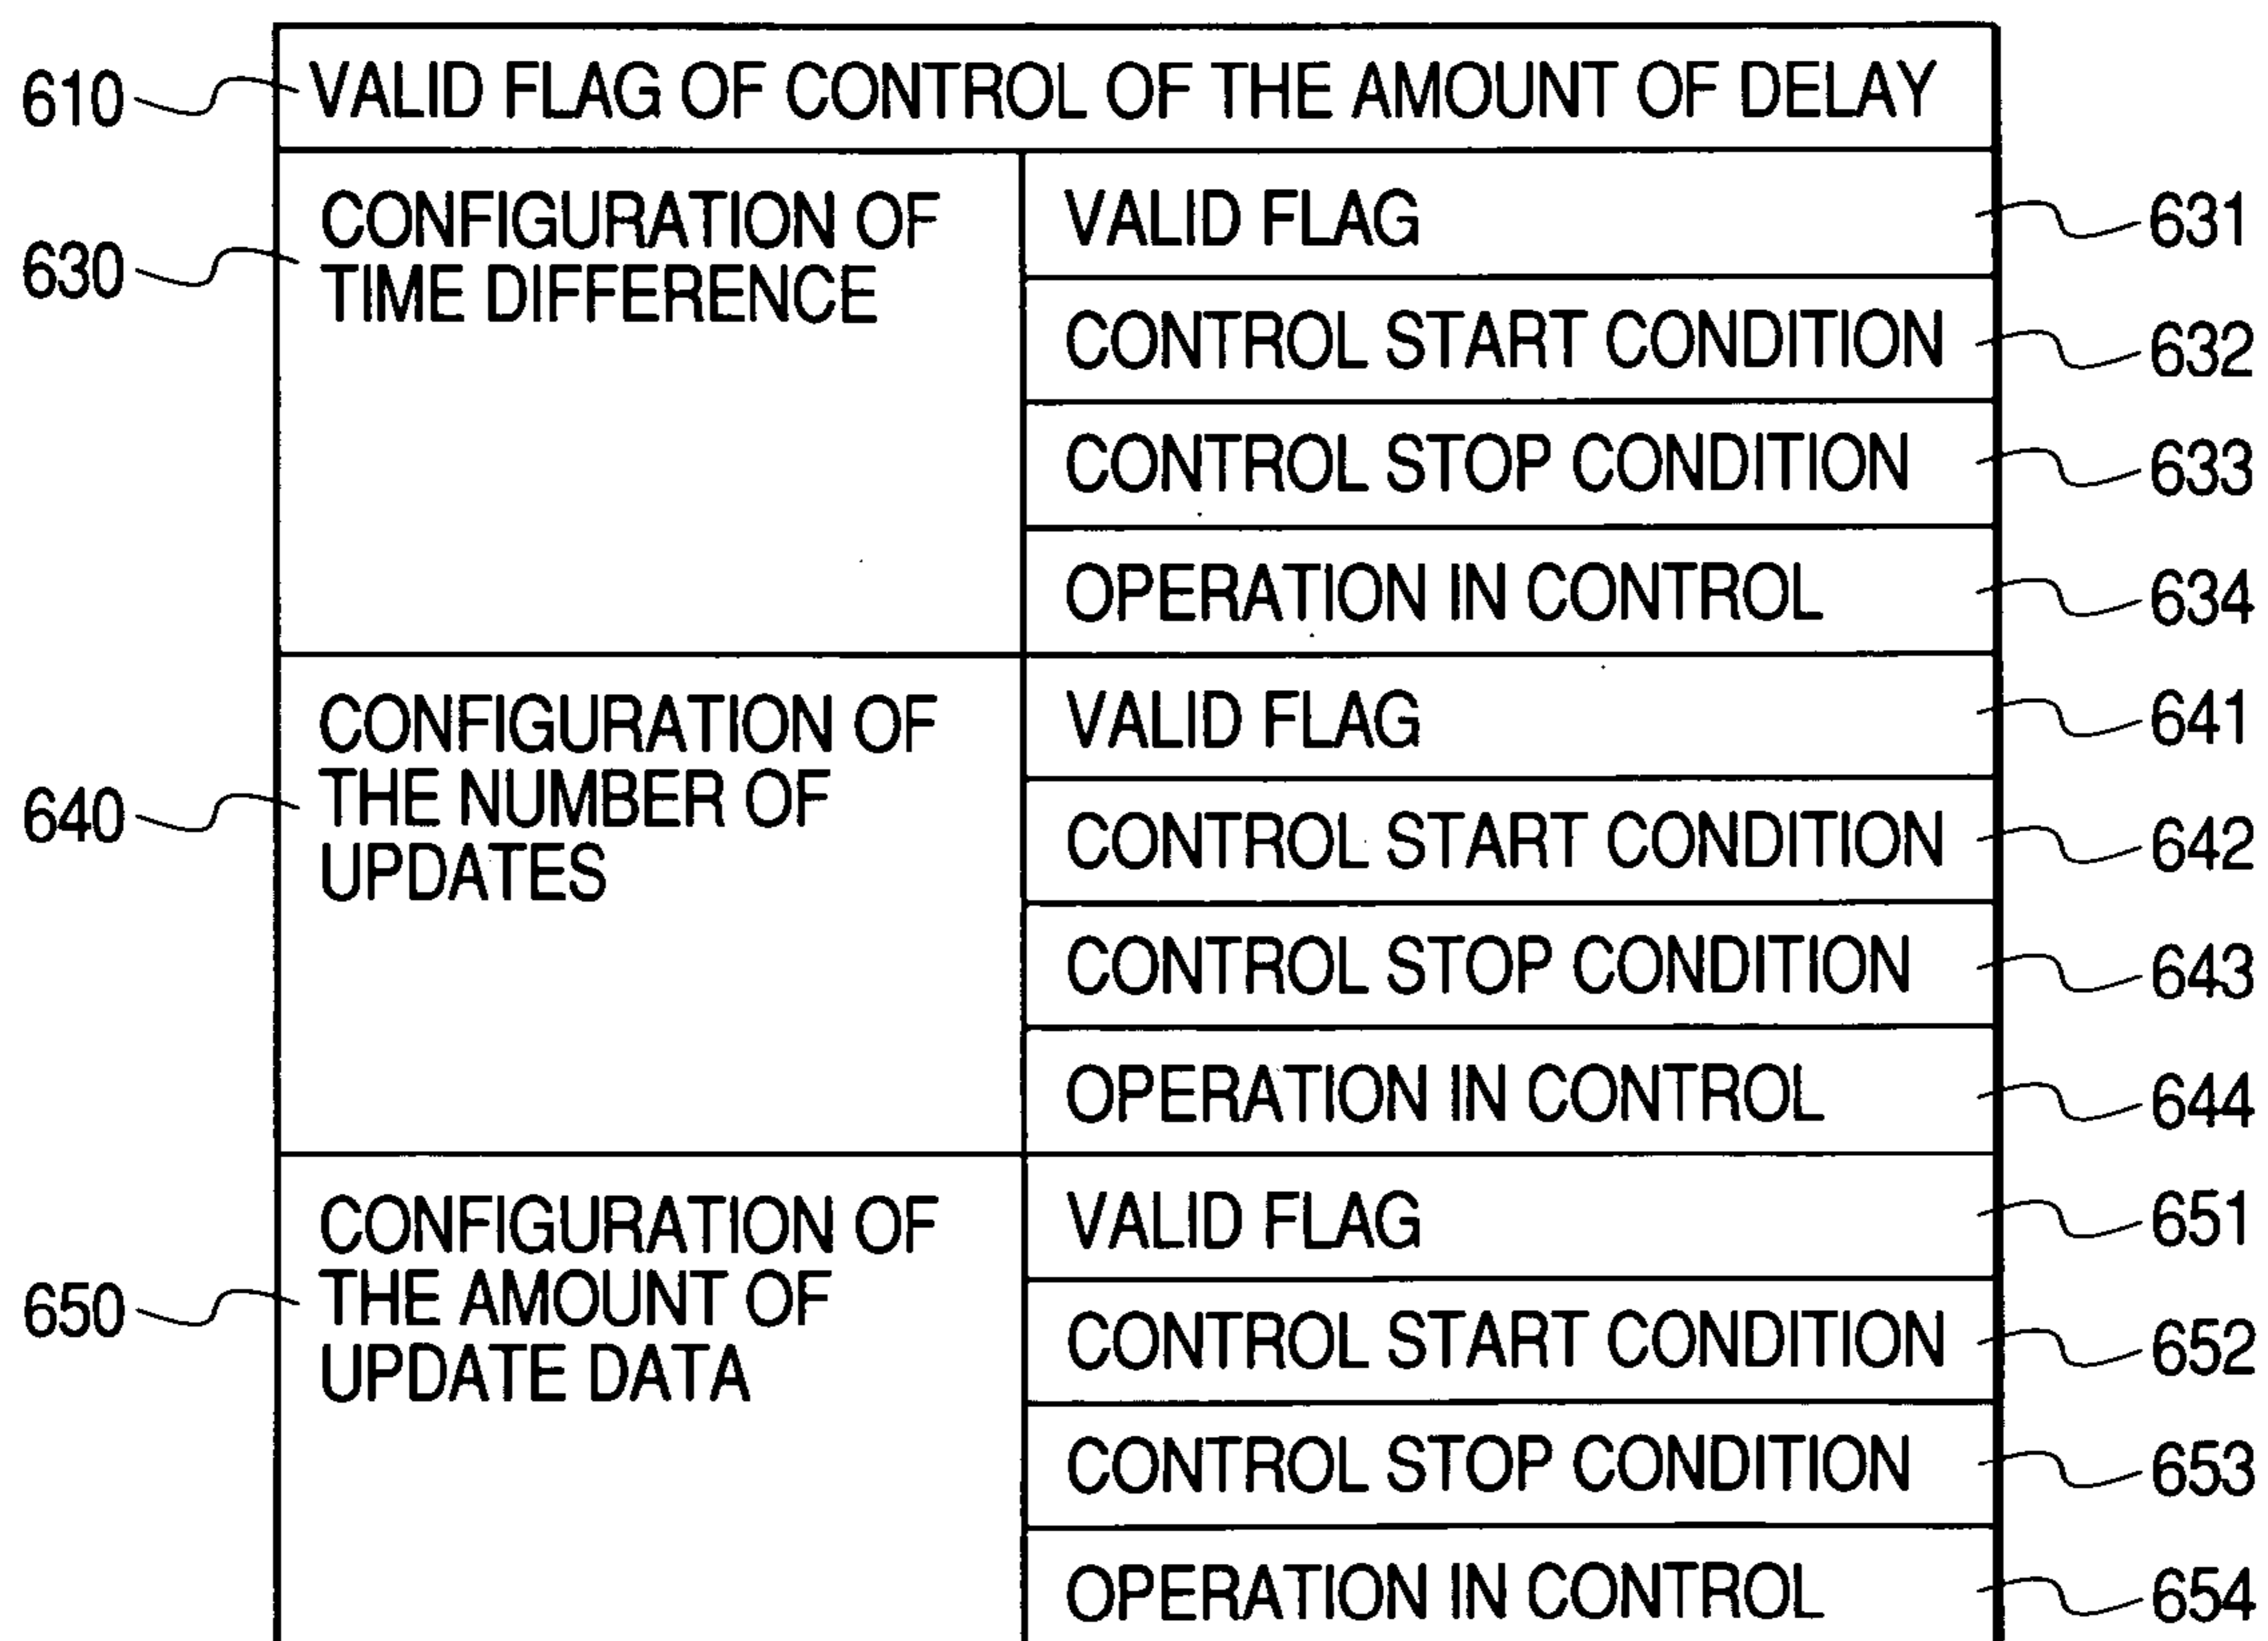 610 VALID FLAG OF CONTROL OF THE AMOUNT OF DELAY
630 CONFIGURATION OF
TIME DIFFERENCE
VALID FLAG 631
CONTROL START CONDITION 632
CONTROL STOP CONDITION 633
OPERATION IN CONTROL 634
640 CONFIGURATION OF
THE NUMBER OF
UPDATES
VALID FLAG 641
CONTROL START CONDITION 642
CONTROL STOP CONDITION 643
OPERATION IN CONTROL 644
650 CONFIGURATION OF
THE AMOUNT OF
UPDATE DATA
VALID FLAG 651
CONTROL START CONDITION 652
CONTROL STOP CONDITION 653
OPERATION IN CONTROL 654